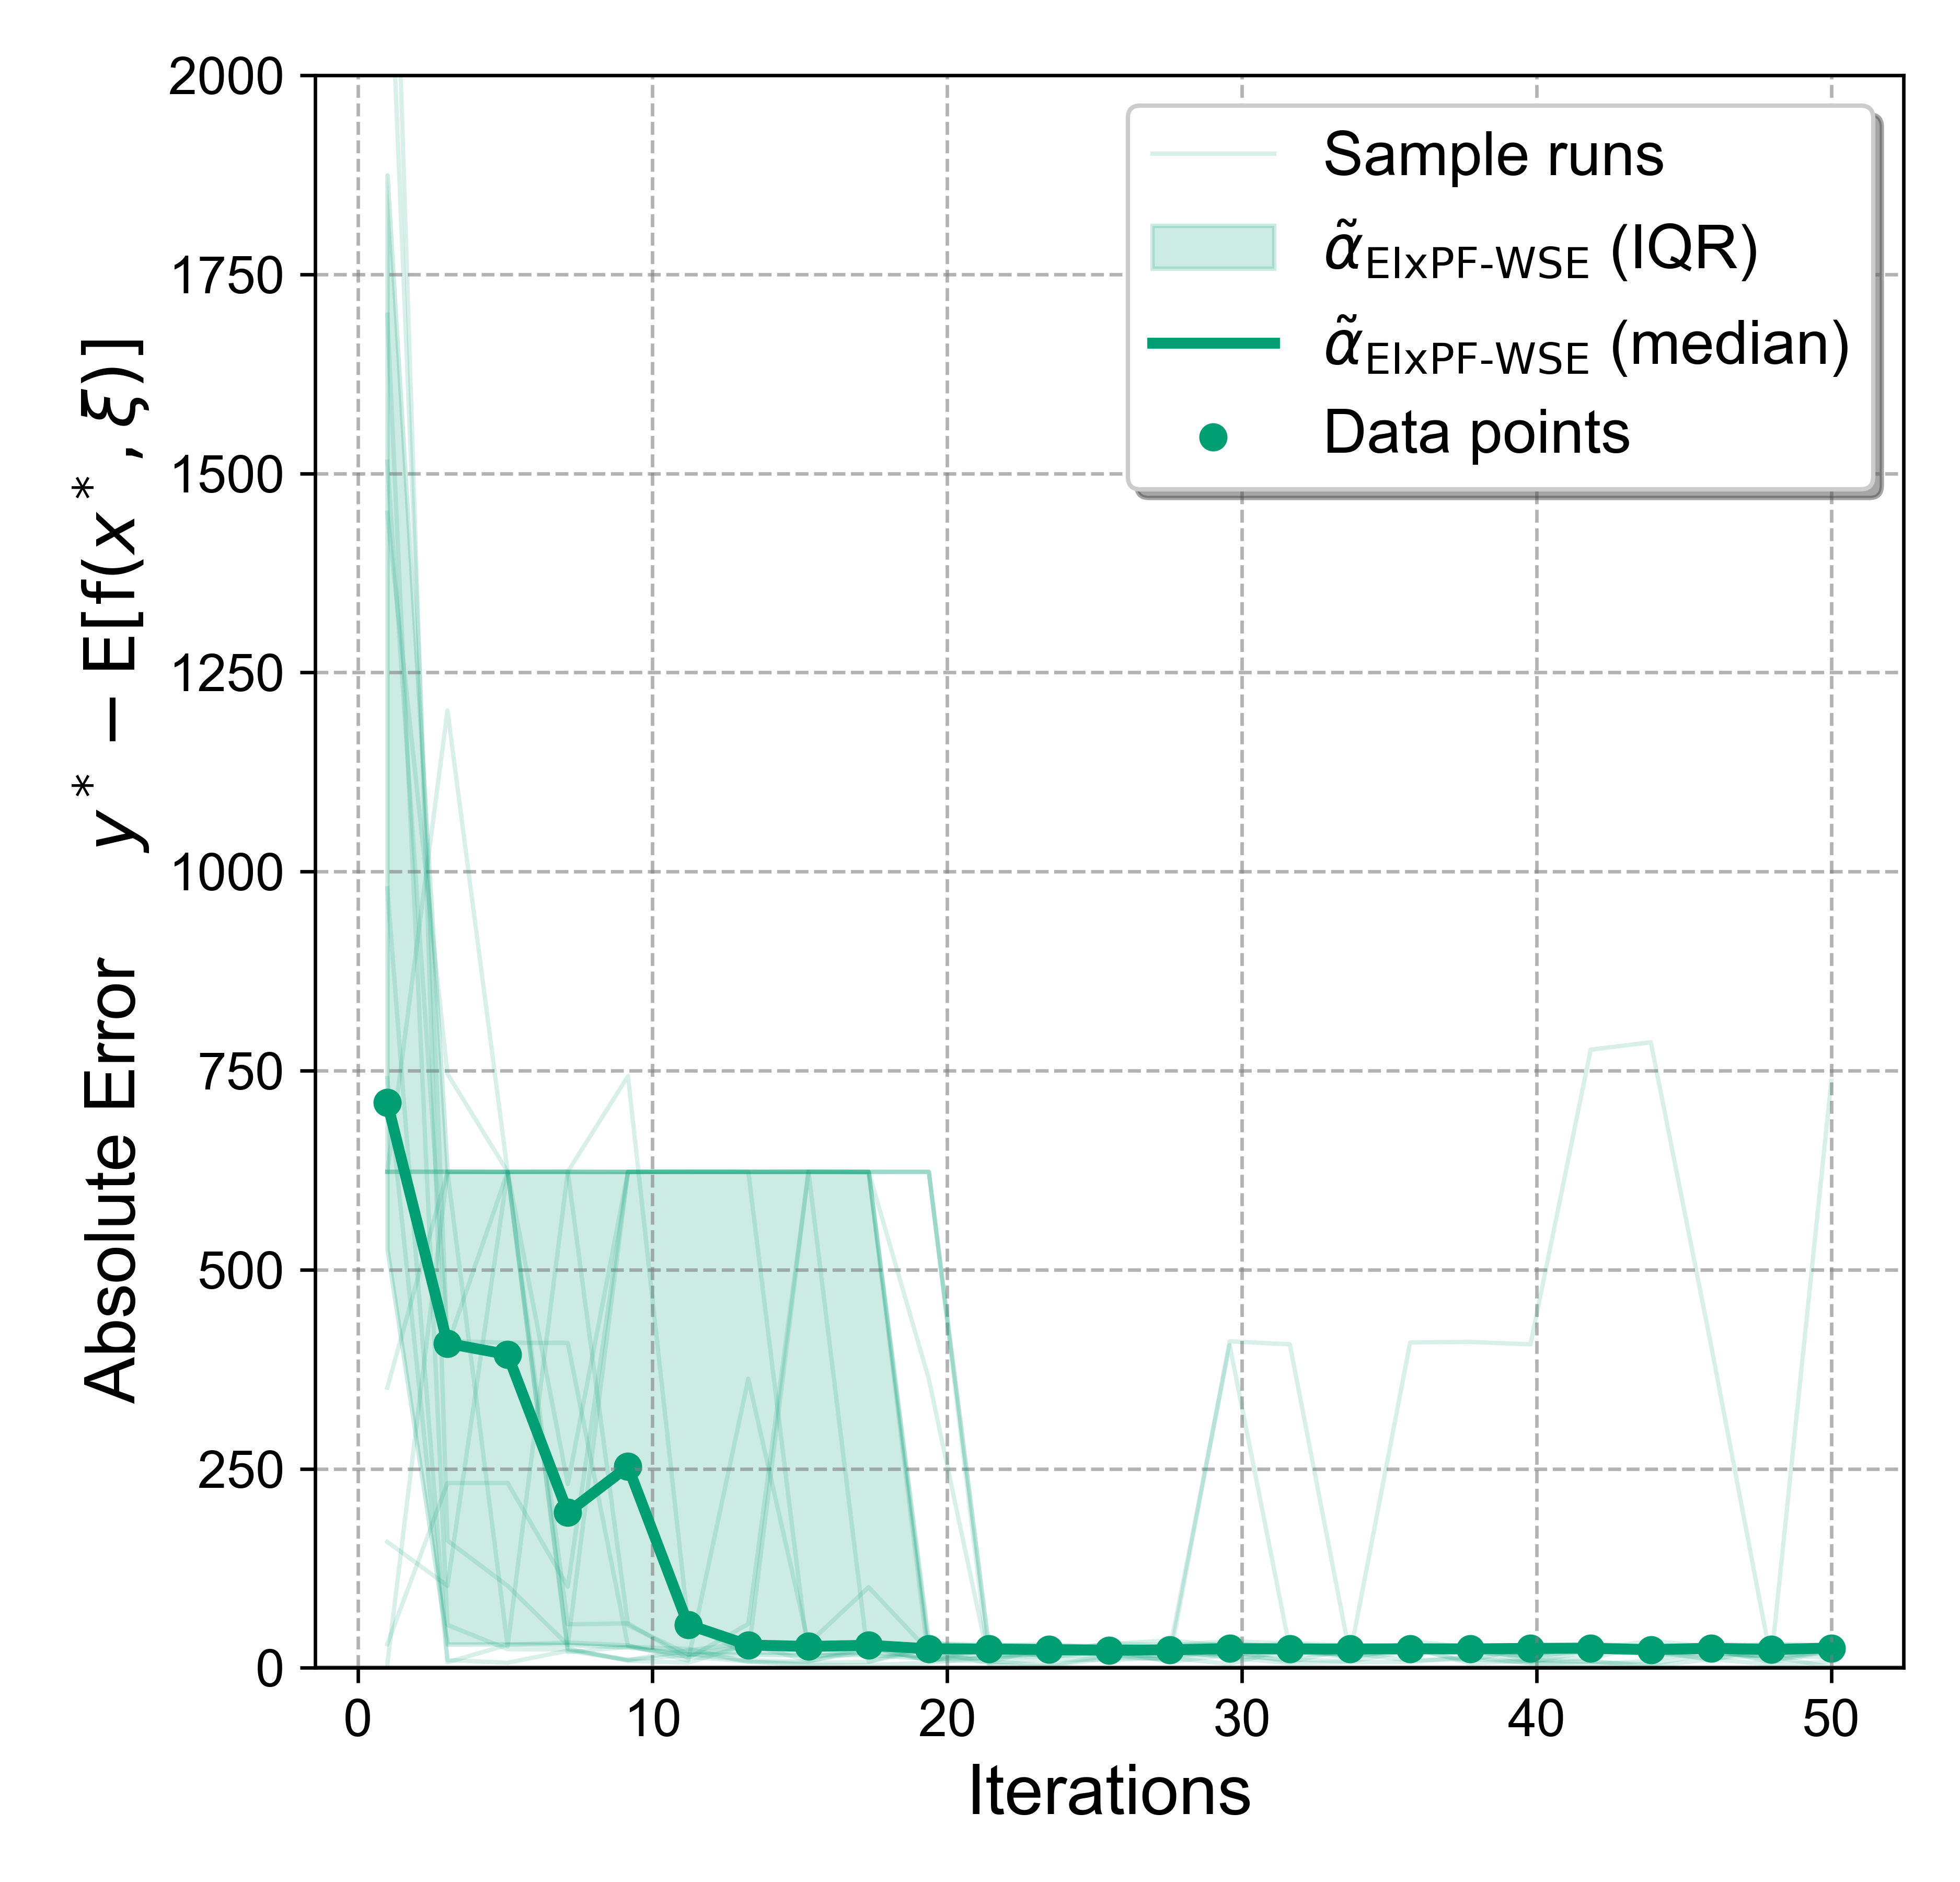 2000
1750
1500
1250
1000
750
500
250
0
0 10 20 30 40 50
Iterations
Absolute Error y* − E[f(x*, ξ)]
Sample runs
α̃EIxPF-WSE (IQR)
α̃EIxPF-WSE (median)
Data points